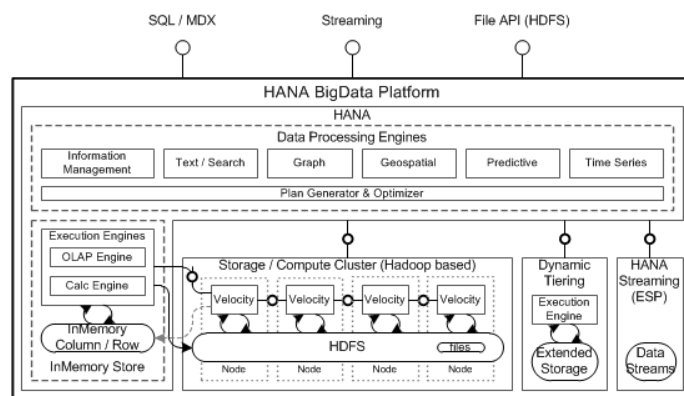 SQL / MDX
Streaming
File API (HDFS)
HANA BigData Platform
HANA
Data Processing Engines
Information
Management
Text / Search
Graph
Geospatial
Predictive
Time Series
Plan Generator & Optimizer
Execution Engines
OLAP Engine
Calc Engine
InMemory
Column / Row
InMemory Store
Storage / Compute Cluster (Hadoop based)
Velocity
Velocity
Velocity
Velocity
HDFS
files
Node
Node
Node
Node
Dynamic
Tiering
Execution
Engine
Extended
Storage
HANA
Streaming
(ESP)
Data
Streams